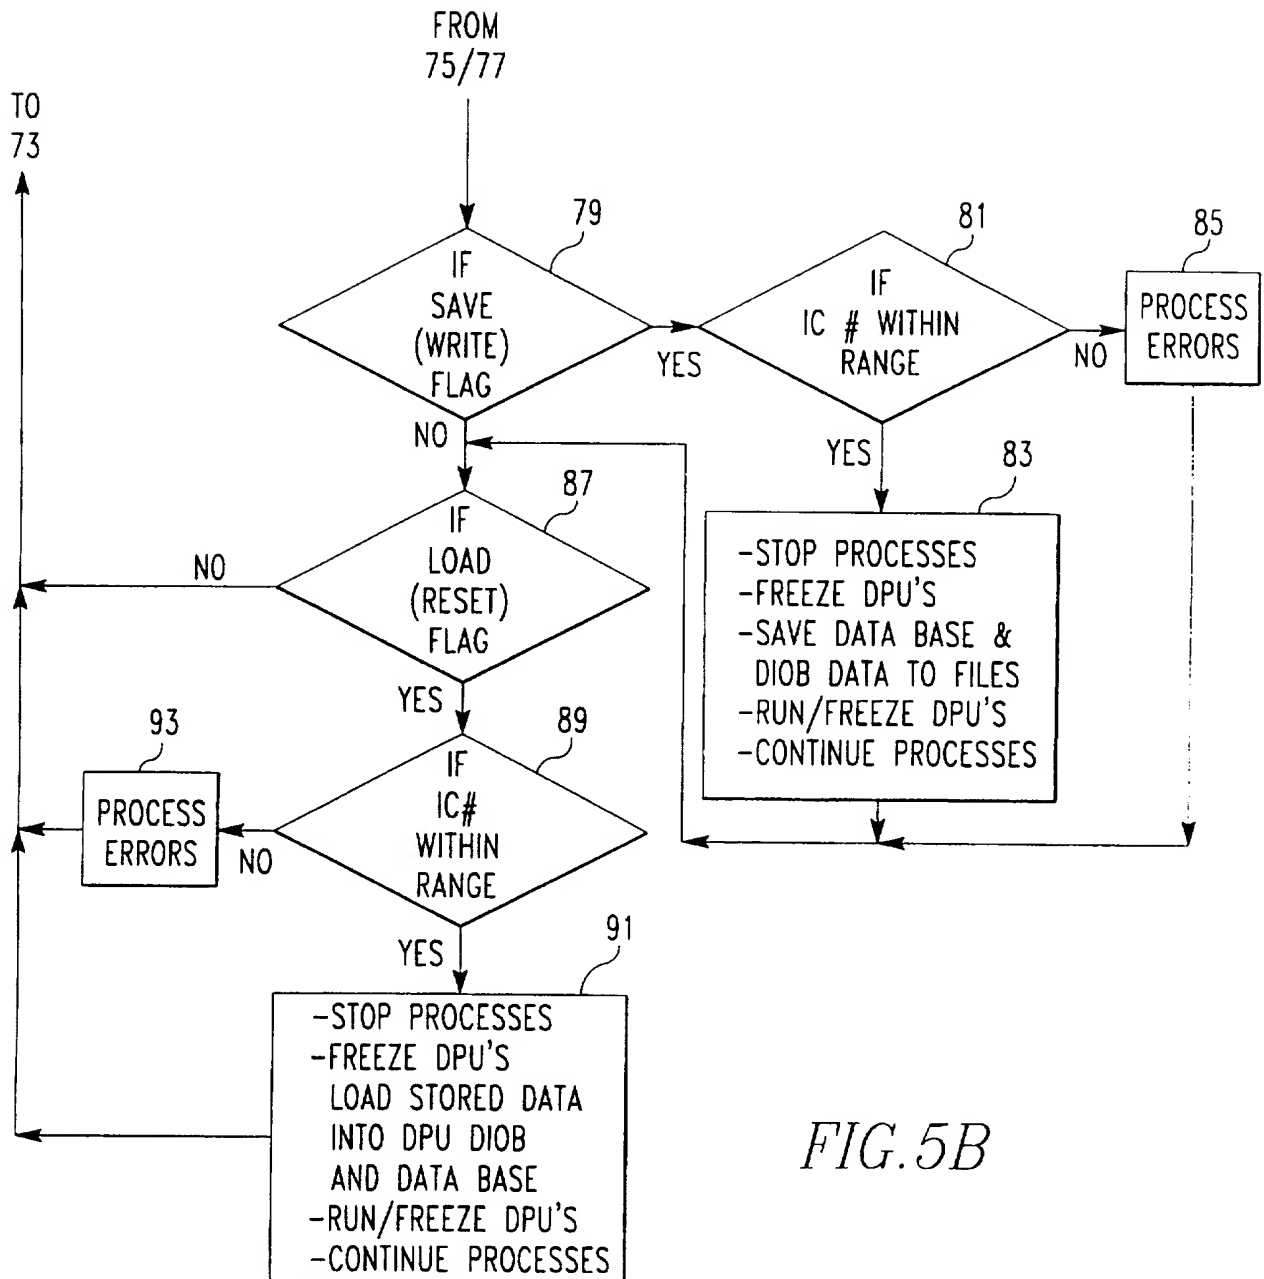 FROM
75/77
TO
73
79
IF
SAVE
(WRITE)
FLAG
YES
NO
81
IF
IC # WITHIN
RANGE
NO
YES
85
PROCESS
ERRORS
83
-STOP PROCESSES
-FREEZE DPU'S
-SAVE DATA BASE &
DIOB DATA TO FILES
-RUN/FREEZE DPU'S
-CONTINUE PROCESSES
87
IF
LOAD
(RESET)
FLAG
NO
YES
89
IF
IC#
WITHIN
RANGE
NO
YES
93
PROCESS
ERRORS
91
-STOP PROCESSES
-FREEZE DPU'S
LOAD STORED DATA
INTO DPU DIOB
AND DATA BASE
-RUN/FREEZE DPU'S
-CONTINUE PROCESSES
FIG.5B